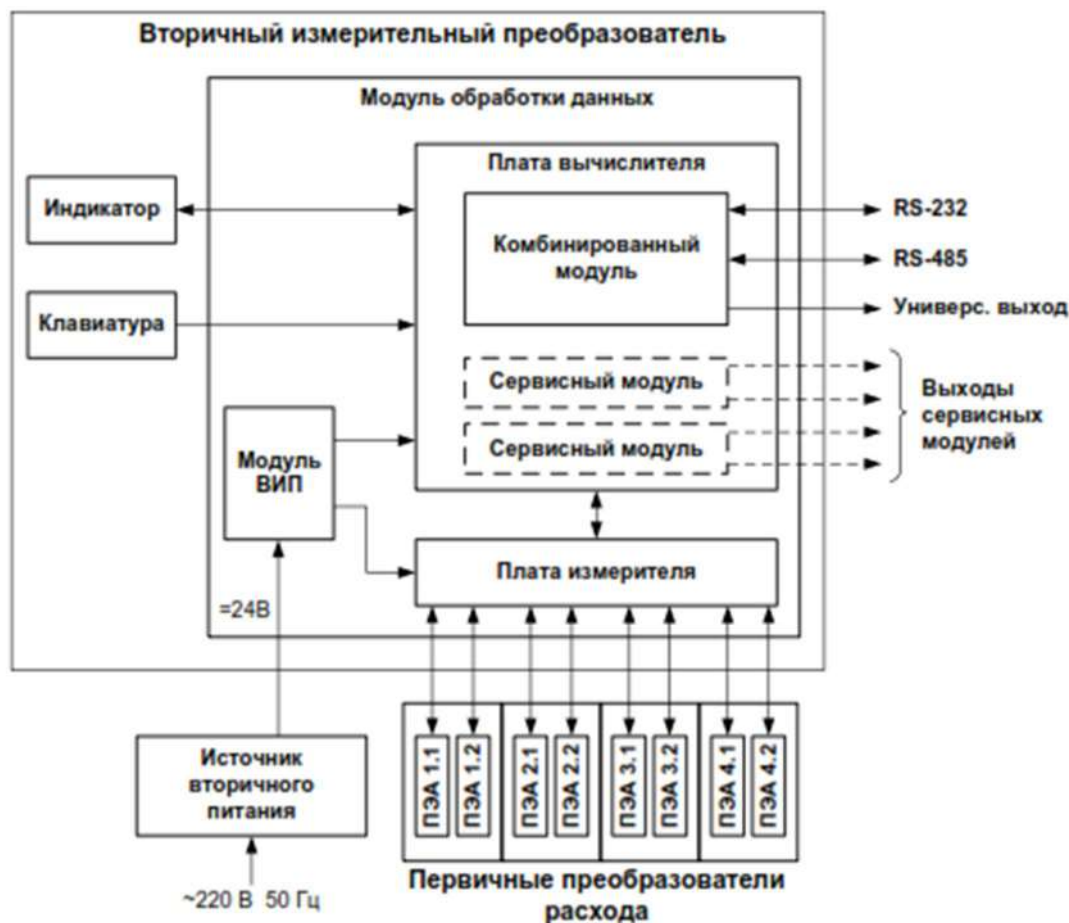 Вторичный измерительный преобразователь
Модуль обработки данных
Плата вычислителя
Индикатор
Комбинированный
модуль
RS-232
RS-485
Клавиатура
Универс. выход
Сервисный модуль
Сервисный модуль
Выходы
сервисных
модулей
Модуль
ВИП
Плата измерителя
=24В
Источник
вторичного
питания
~220 В 50 Гц
ПЭА 1.1
ПЭА 1.2
ПЭА 2.1
ПЭА 2.2
ПЭА 3.1
ПЭА 3.2
ПЭА 4.1
ПЭА 4.2
Первичные преобразователи
расхода